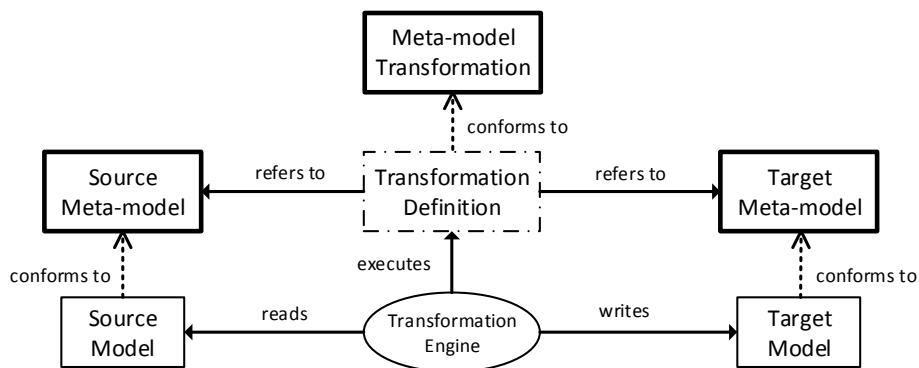 Meta-model
Transformation
conforms to
Source
Meta-model
refers to
Transformation
Definition
refers to
Target
Meta-model
conforms to
executes
conforms to
Source
Model
reads
Transformation
Engine
writes
Target
Model